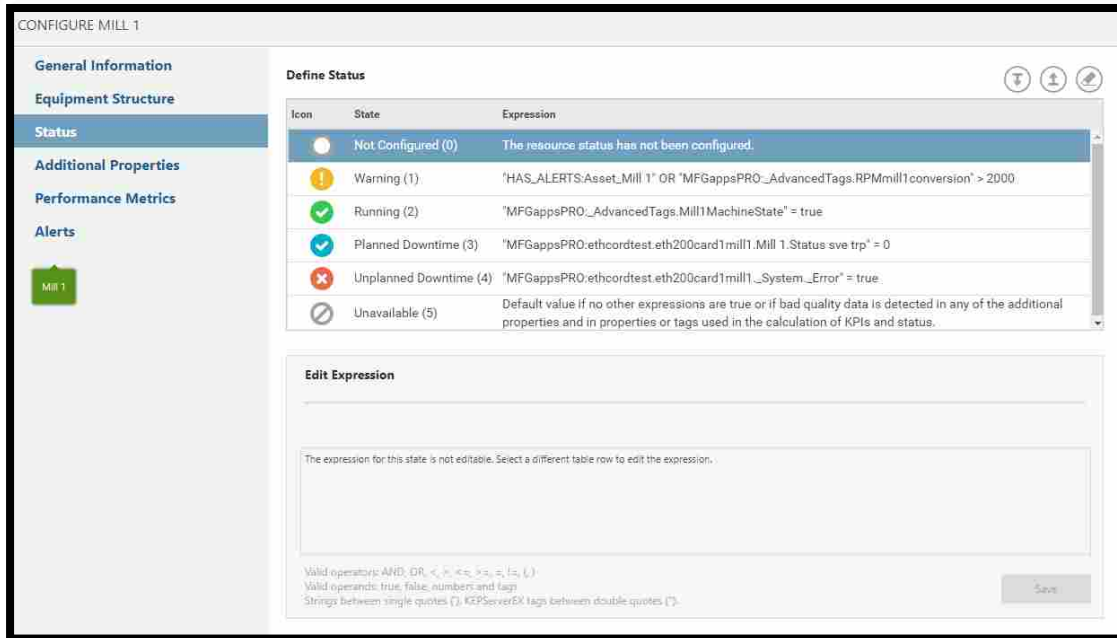 CONFIGURE MILL 1
General Information
Equipment Structure
Status
Additional Properties
Performance Metrics
Alerts
Mill 1
Define Status
Icon State Expression
Not Configured (0) The resource status has not been configured.
Warning (1) "HAS_ALERTS:Asset_Mill 1" OR "MFGappsPRO:_AdvancedTags.RPMmill1conversion" > 2000
Running (2) "MFGappsPRO:_AdvancedTags.Mill1MachineState" = true
Planned Downtime (3) "MFGappsPRO:ethcordtest.eth200card1mill1.Mill 1.Status sve trp" = 0
Unplanned Downtime (4) "MFGappsPRO:ethcordtest.eth200card1mill1._System._Error" = true
Unavailable (5) Default value if no other expressions are true or if bad quality data is detected in any of the additional
properties and in properties or tags used in the calculation of KPIs and status.
Edit Expression
The expression for this state is not editable. Select a different table row to edit the expression.
Valid operators: AND, OR, <, >, <=, >=, =, !=, (, )
Valid operands: true, false, numbers and tags
Strings between single quotes ('). KEPServerEX tags between double quotes (").
Save